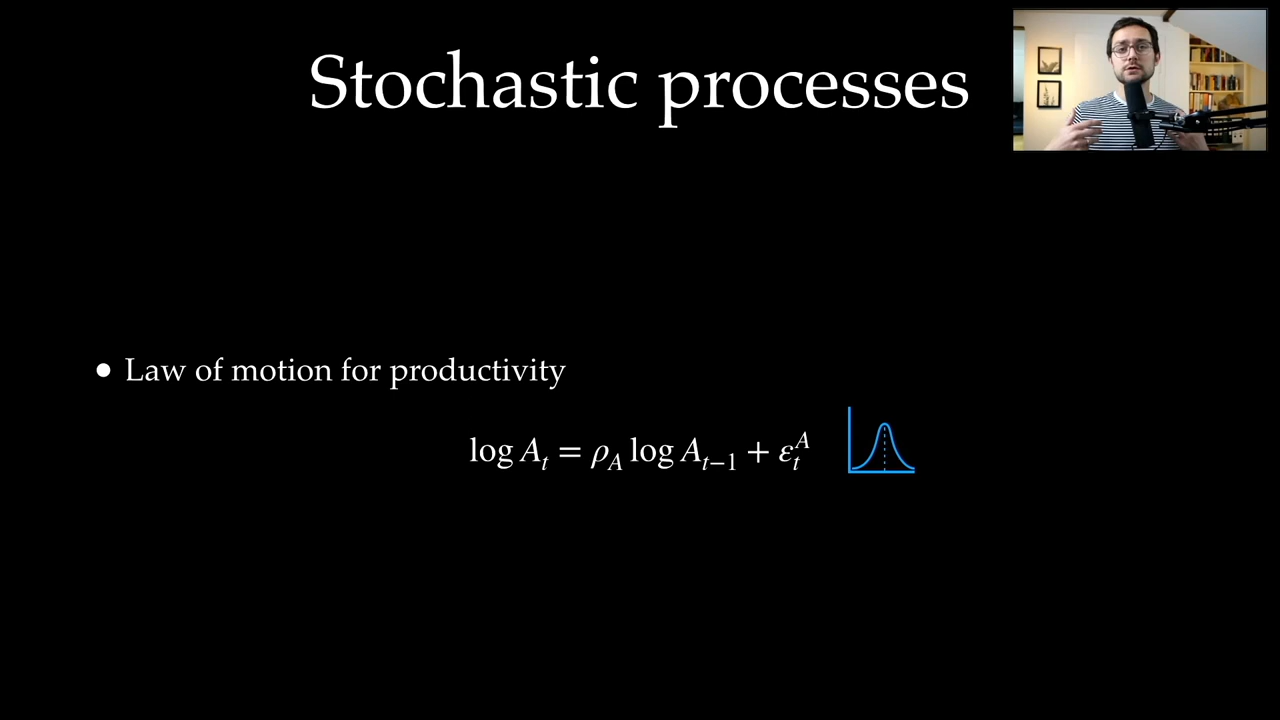 Stochastic processes
• Law of motion for productivity
log A_t = ρ_A log A_{t−1} + ε_t^A